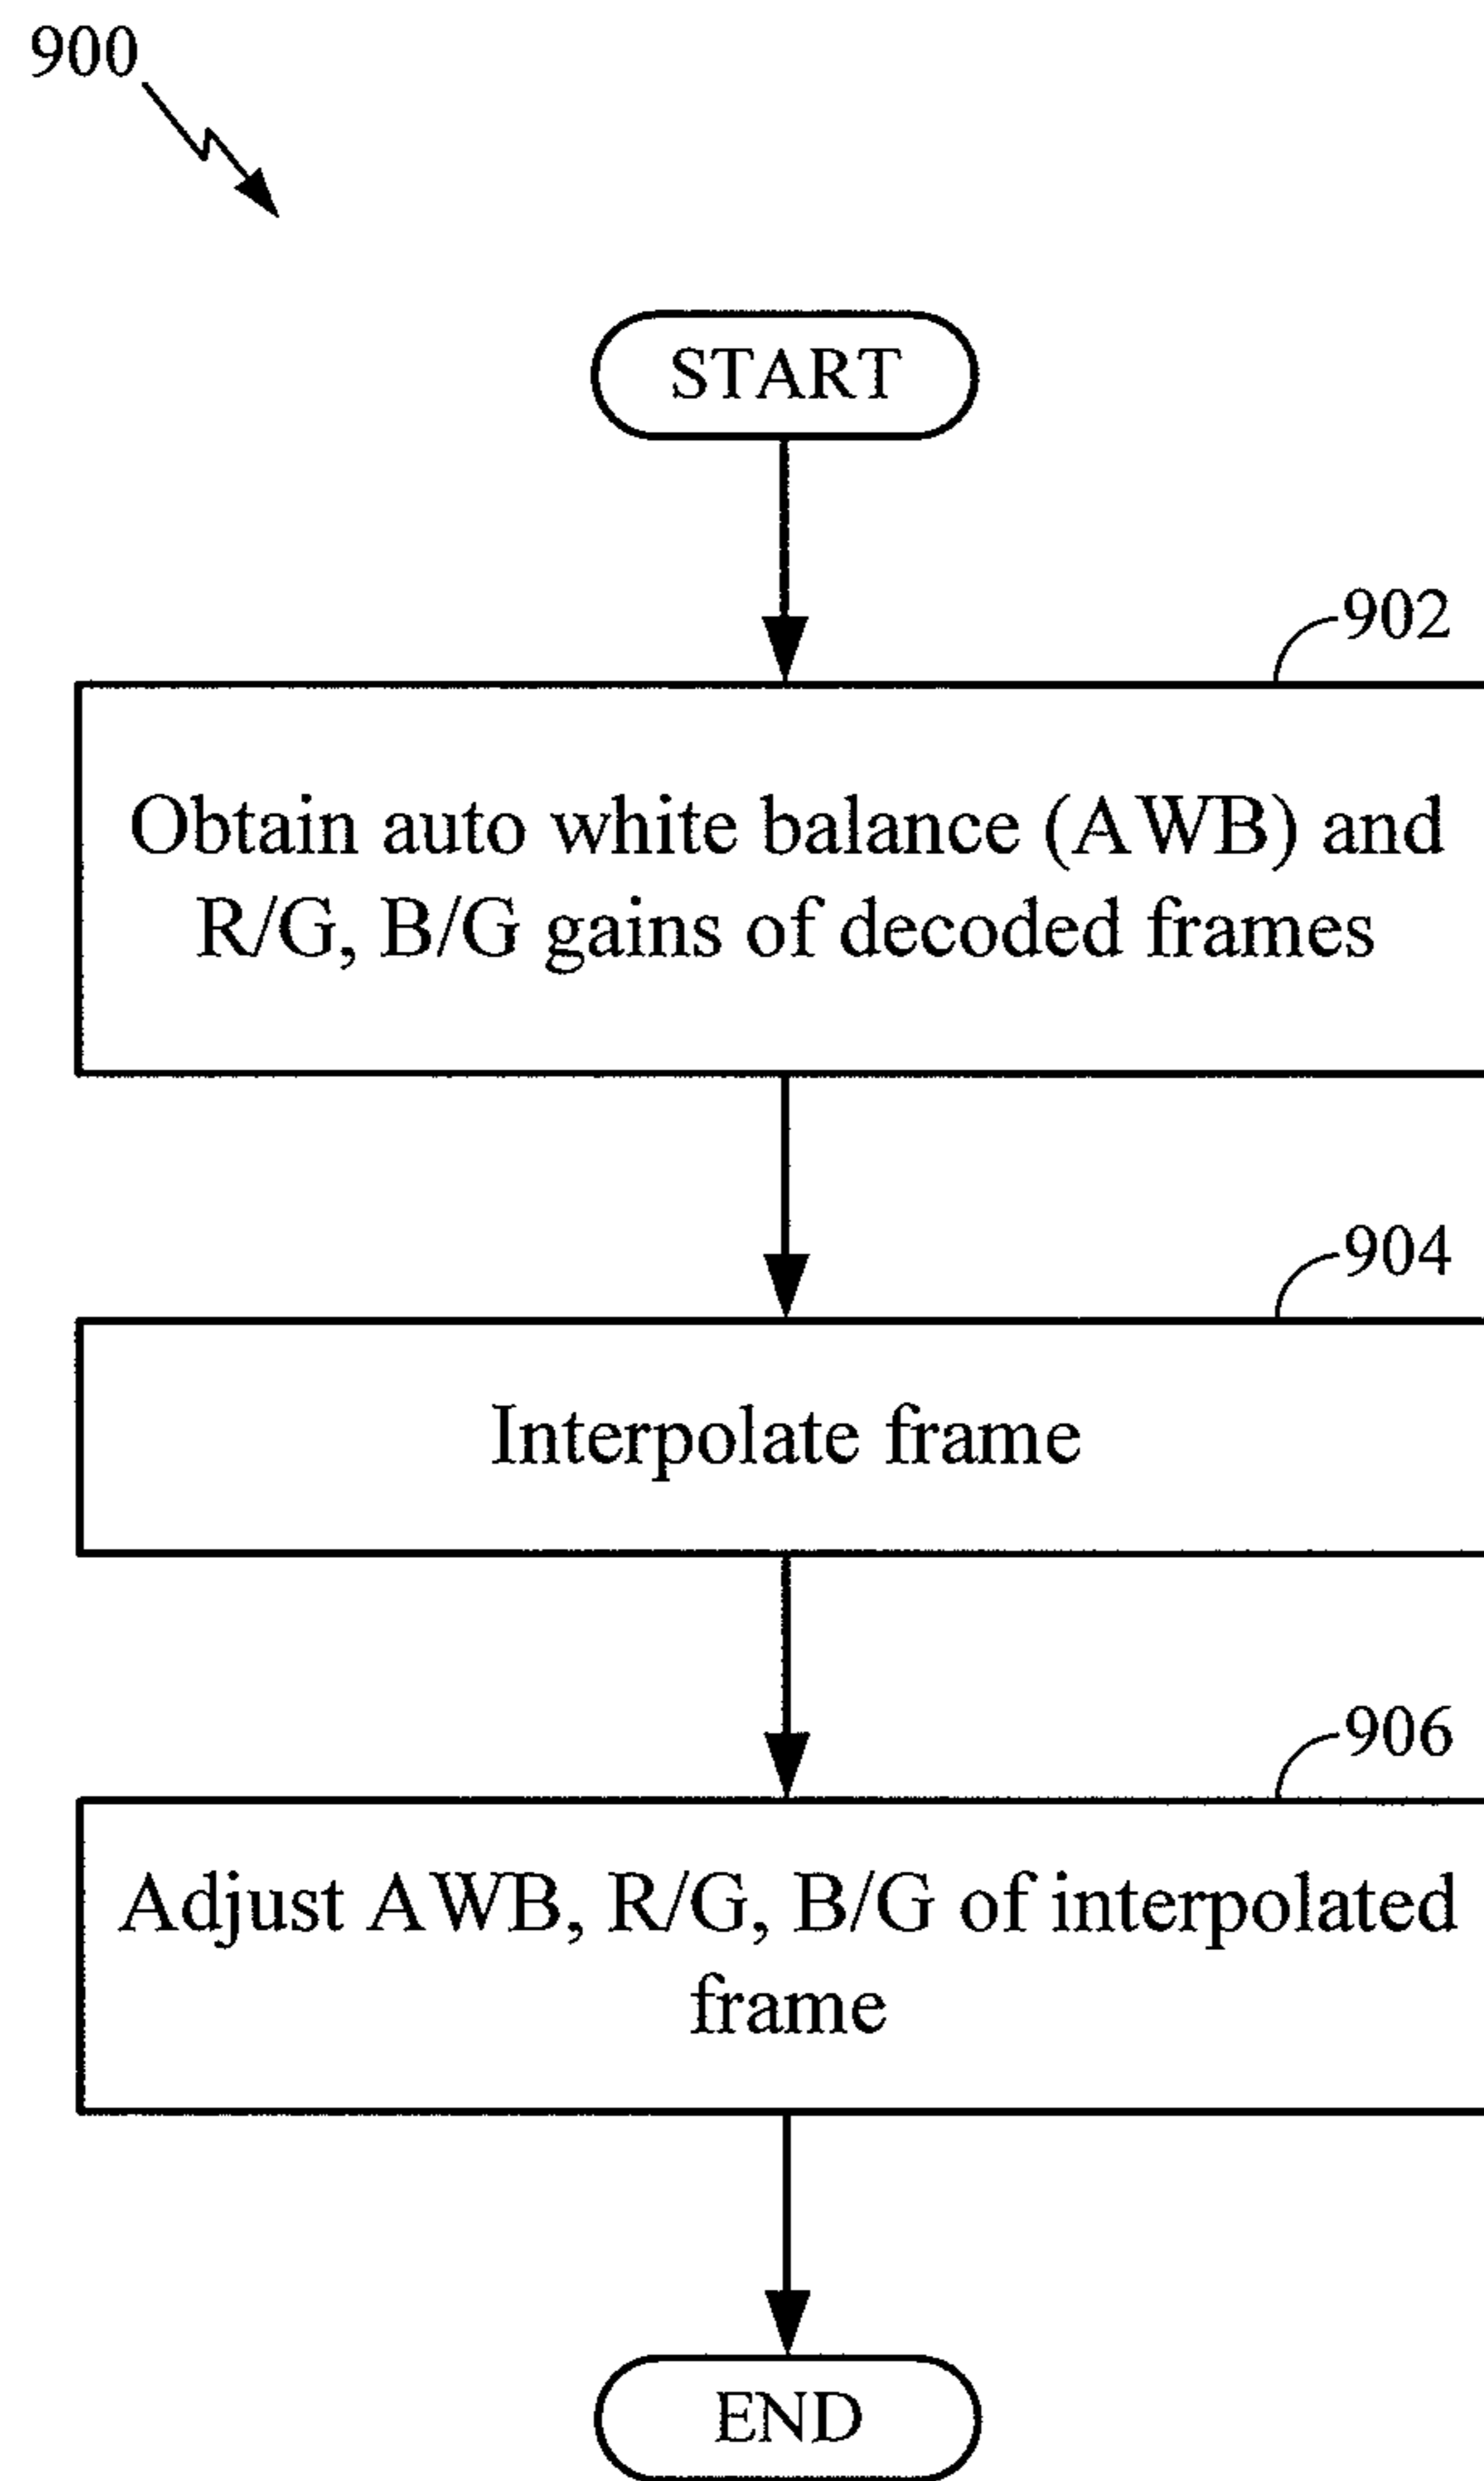 900
START
902
Obtain auto white balance (AWB) and
R/G, B/G gains of decoded frames
904
Interpolate frame
906
Adjust AWB, R/G, B/G of interpolated
frame
END